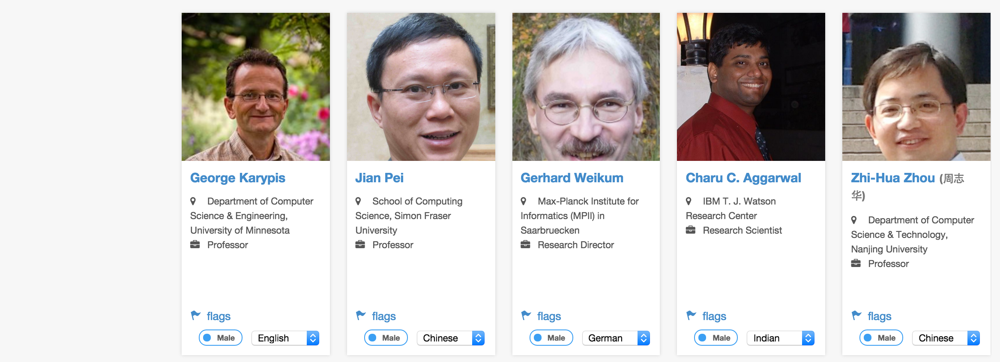 George Karypis
Department of Computer
Science & Engineering,
University of Minnesota
Professor
flags
Male English
Jian Pei
School of Computing
Science, Simon Fraser
University
Professor
flags
Male Chinese
Gerhard Weikum
Max-Planck Institute for
Informatics (MPII) in
Saarbruecken
Research Director
flags
Male German
Charu C. Aggarwal
IBM T. J. Watson
Research Center
Research Scientist
flags
Male Indian
Zhi-Hua Zhou (周志
华)
Department of Computer
Science & Technology,
Nanjing University
Professor
flags
Male Chinese